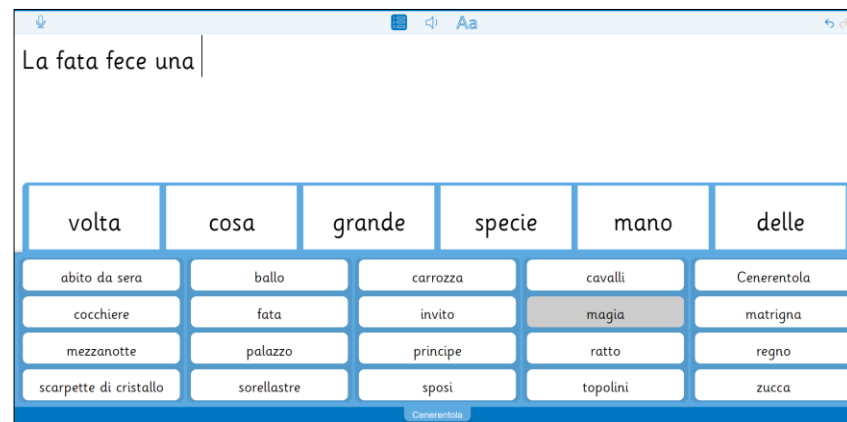 Aa
La fata fece una
volta cosa grande specie mano delle
abito da sera ballo carrozza cavalli Cenerentola
cocchiere fata invito magia matrigna
mezzanotte palazzo principe ratto regno
scarpette di cristallo sorellastre sposi topolini zucca
Cenerentola